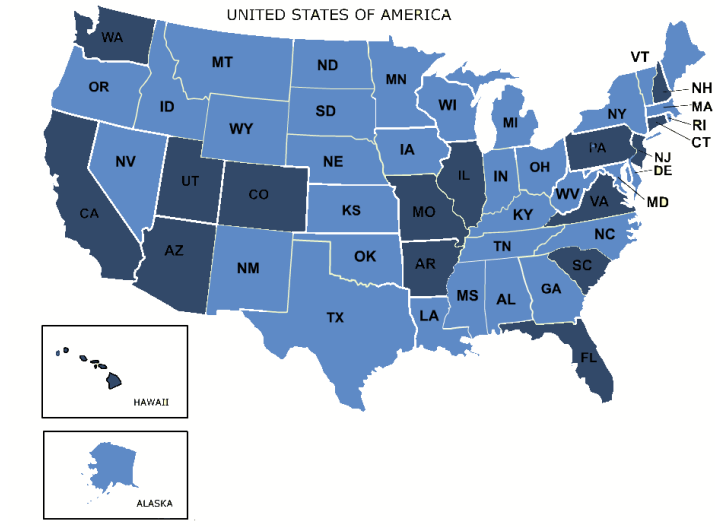 UNITED STATES OF AMERICA
WA
VT
MT
ND
MN
OR
NH
ID
WI
MA
SD
NY
MI
WY
RI
CT
IA
PA
NE
NJ
NV
OH
DE
IL
IN
UT
CO
WV
VA
MD
KS
MO
KY
CA
NC
TN
AZ
OK
AR
SC
NM
GA
MS
AL
TX
LA
FL
HAWAII
ALASKA